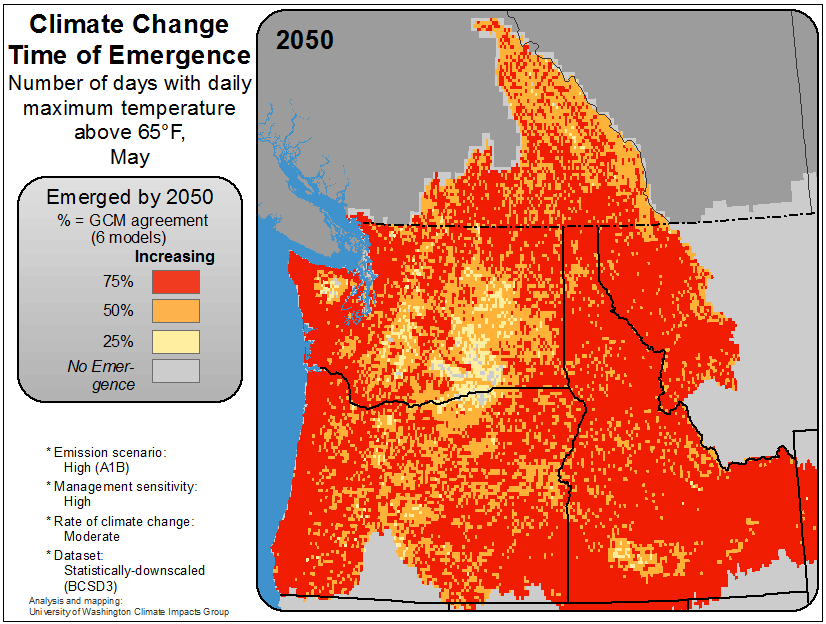 Climate Change
Time of Emergence
Number of days with daily
maximum temperature
above 65°F,
May
Emerged by 2050
% = GCM agreement
(6 models)
Increasing
75%
50%
25%
No Emer-
gence
* Emission scenario:
High (A1B)
* Management sensitivity:
High
* Rate of climate change:
Moderate
* Dataset:
Statistically-downscaled
(BCSD3)
Analysis and mapping:
University of Washington Climate Impacts Group
2050